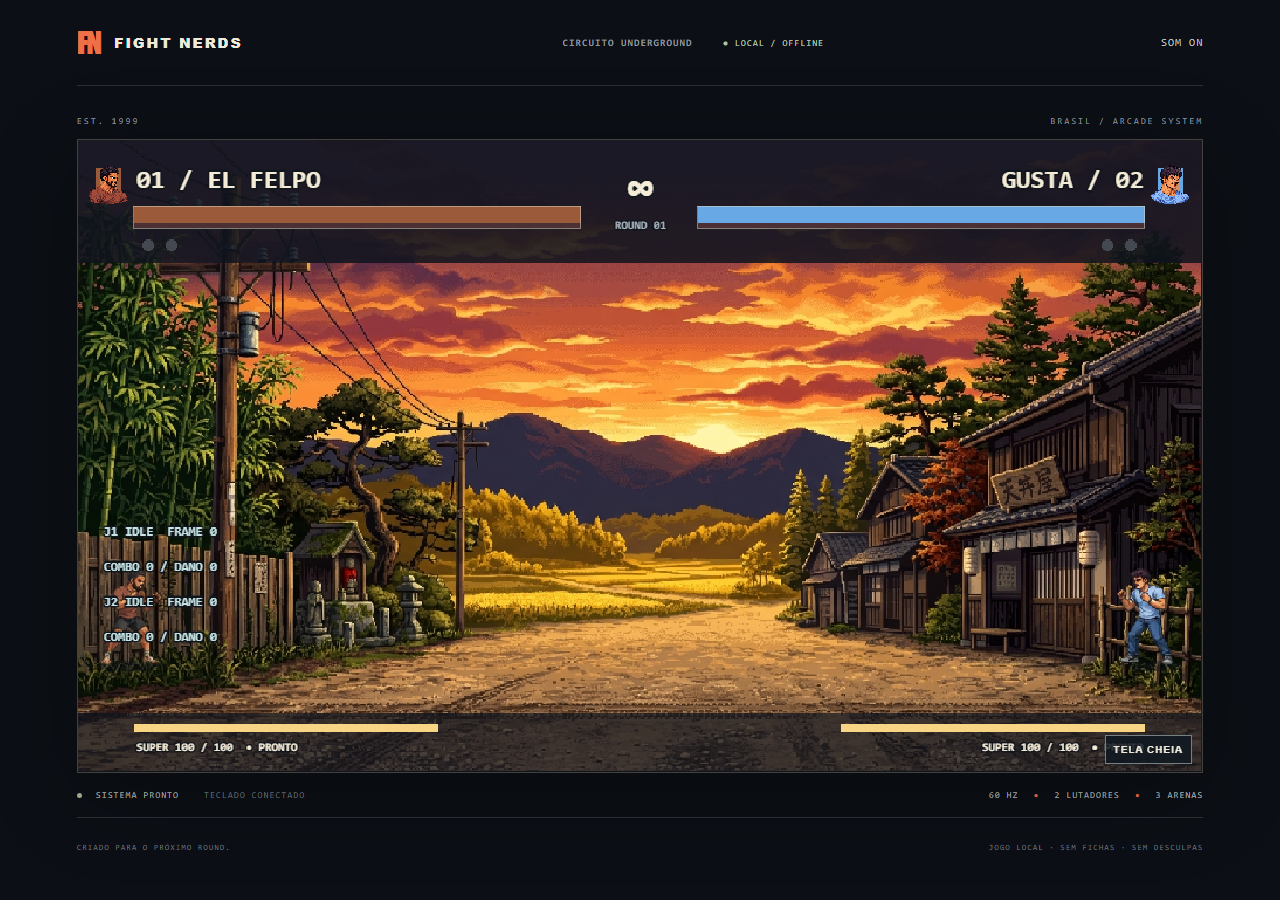 FN FIGHT NERDS
CIRCUITO UNDERGROUND
● LOCAL / OFFLINE
SOM ON
EST. 1999
BRASIL / ARCADE SYSTEM
01 / EL FELPO
∞
GUSTA / 02
ROUND 01
天丼屋
J1 IDLE FRAME 0
COMBO 0 / DANO 0
J2 IDLE FRAME 0
COMBO 0 / DANO 0
SUPER 100 / 100 • PRONTO
SUPER 100 / 100 •
TELA CHEIA
● SISTEMA PRONTO
TECLADO CONECTADO
60 HZ • 2 LUTADORES • 3 ARENAS
CRIADO PARA O PRÓXIMO ROUND.
JOGO LOCAL · SEM FICHAS · SEM DESCULPAS